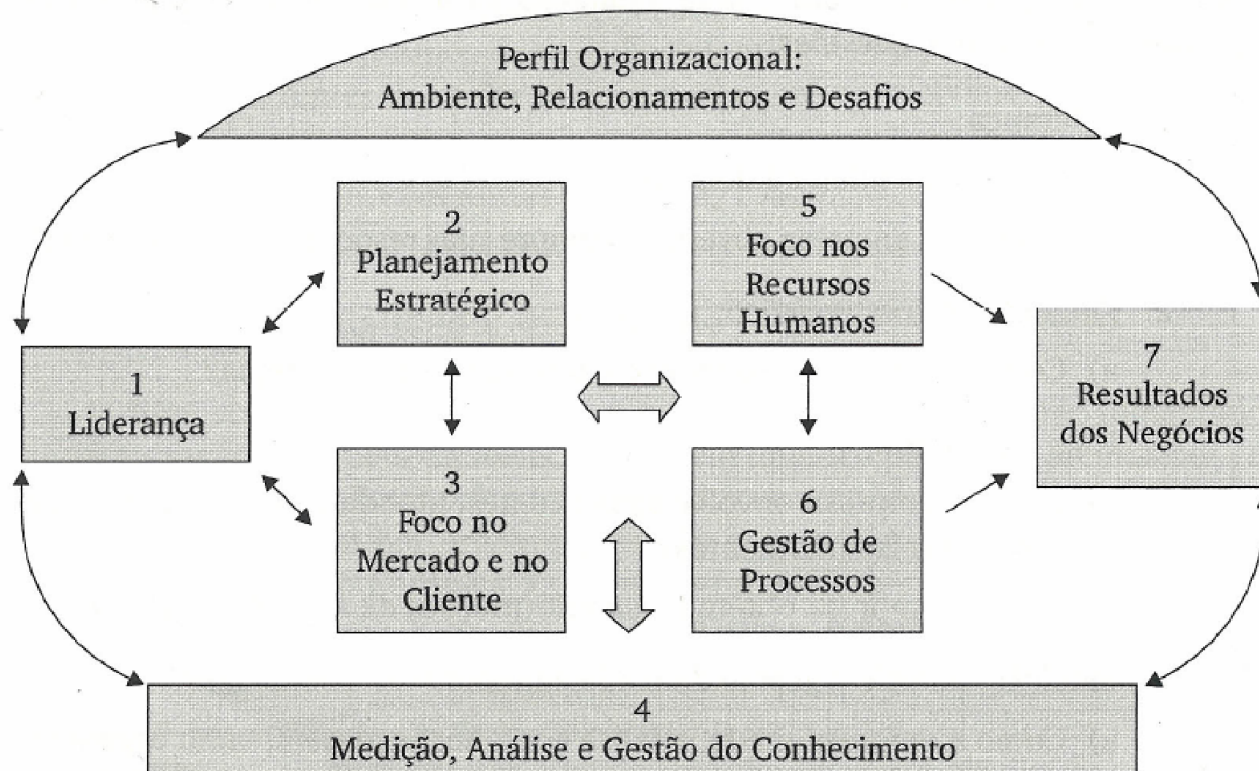 Perfil Organizacional:
Ambiente, Relacionamentos e Desafios
1
Liderança
2
Planejamento
Estratégico
3
Foco no
Mercado e no
Cliente
5
Foco nos
Recursos
Humanos
6
Gestão de
Processos
7
Resultados
dos Negócios
4
Medição, Análise e Gestão do Conhecimento